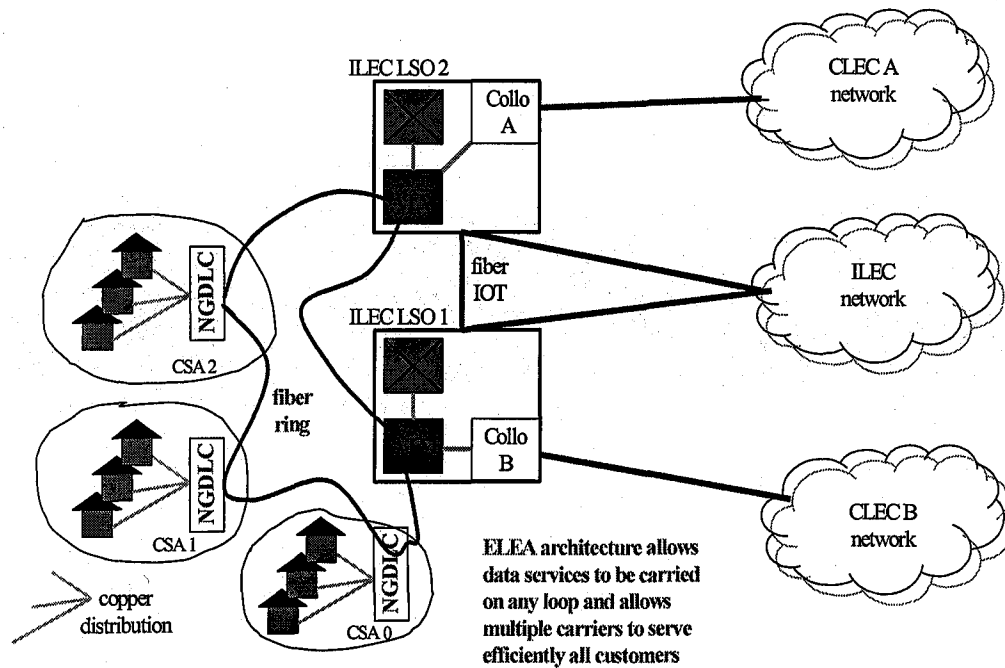 ILEC LSO 2
Collo
A
CLEC A
network
NGDLC
CSA 2
fiber
IOT
ILEC
network
ILEC LSO 1
fiber
ring
Collo
B
NGDLC
CSA 1
CLEC B
network
NGDLC
CSA 0
copper
distribution
ELEA architecture allows
data services to be carried
on any loop and allows
multiple carriers to serve
efficiently all customers